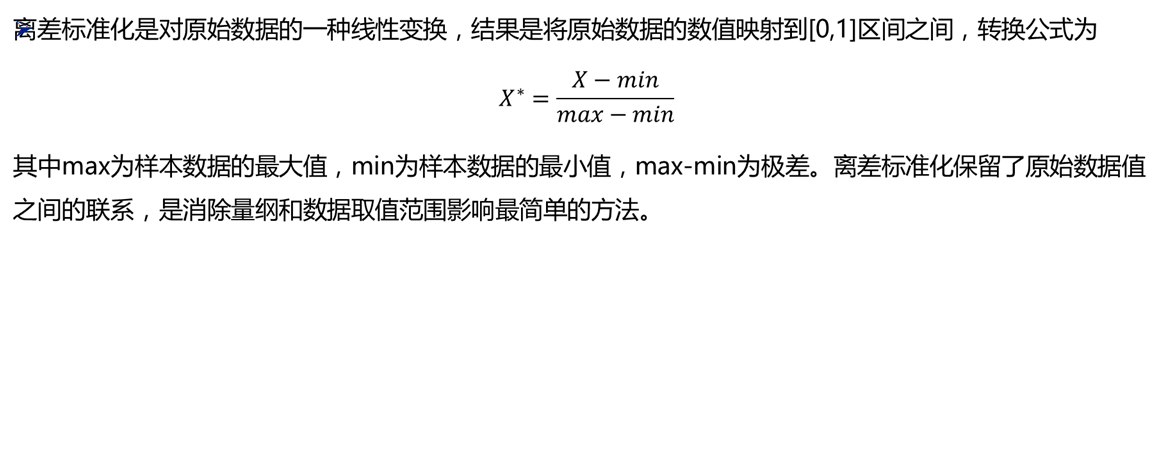 离差标准化是对原始数据的一种线性变换，结果是将原始数据的数值映射到[0,1]区间之间，转换公式为
X* = (X − min) / (max − min)
其中max为样本数据的最大值，min为样本数据的最小值，max-min为极差。离差标准化保留了原始数据值
之间的联系，是消除量纲和数据取值范围影响最简单的方法。